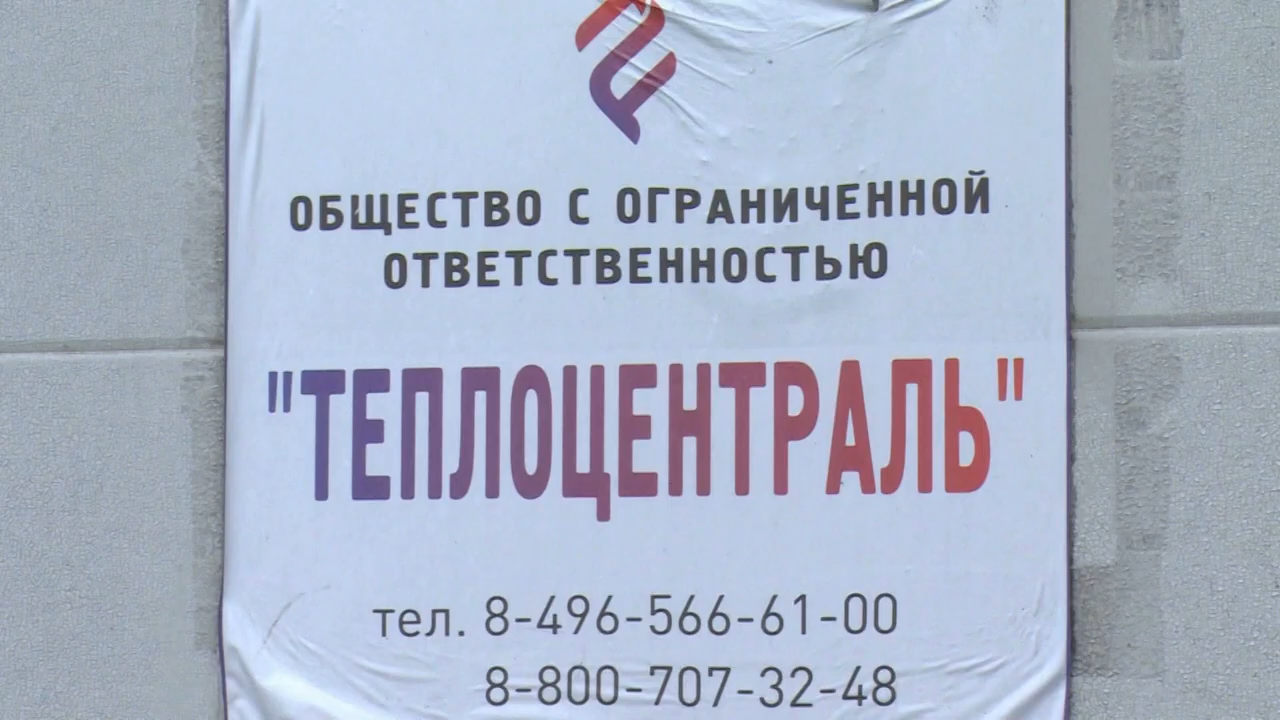 ОБЩЕСТВО С ОГРАНИЧЕННОЙ
ОТВЕТСТВЕННОСТЬЮ
"ТЕПЛОЦЕНТРАЛЬ"
тел. 8-496-566-61-00
8-800-707-32-48